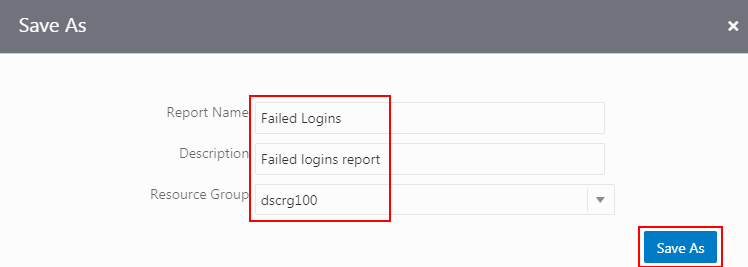 Save As
Report Name Failed Logins
Description Failed logins report
Resource Group dscrg100
Save As